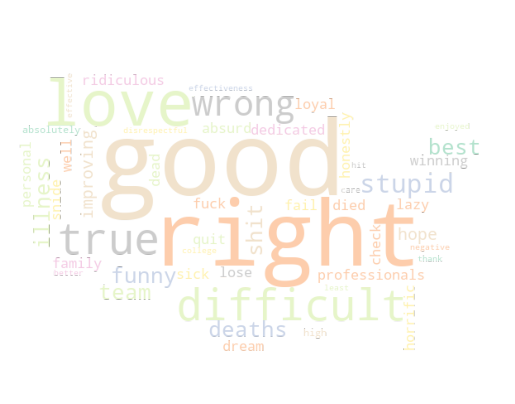 love
ridiculous
effectiveness
wrong
loyal
effective
absolutely
disrespectful
absurd
dedicated
honestly
enjoyed
best
winning
personal
snide
illness
well
improving
good
dead
hit
care
stupid
true
right
fuck
shit
fail
died
lazy
quit
college
check
hope
negative
thank
family
better
funny
sick
lose
professionals
team
difficult
least
horrific
deaths
high
dream